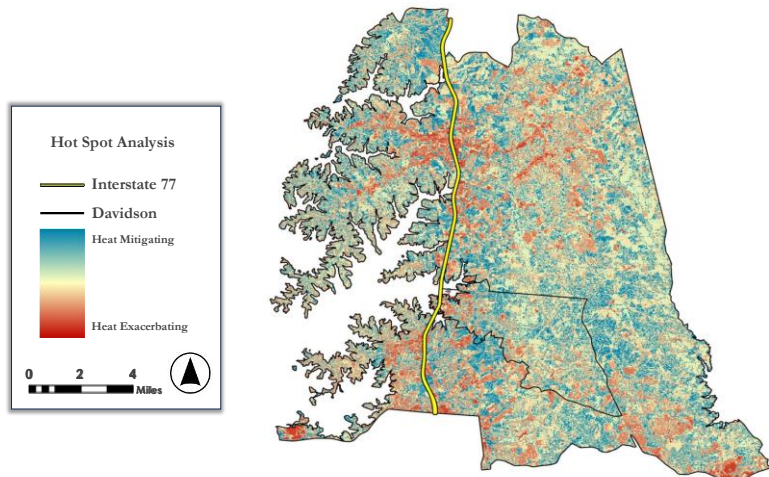 Hot Spot Analysis
Interstate 77
Davidson
Heat Mitigating
Heat Exacerbating
0 2 4
Miles